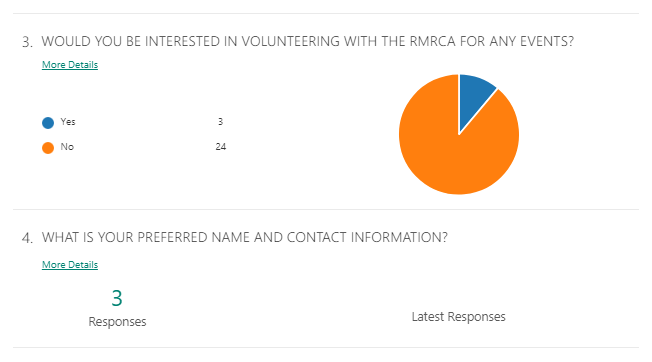 3. WOULD YOU BE INTERESTED IN VOLUNTEERING WITH THE RMRCA FOR ANY EVENTS?
More Details
Yes 3
No 24
4. WHAT IS YOUR PREFERRED NAME AND CONTACT INFORMATION?
More Details
3
Responses
Latest Responses